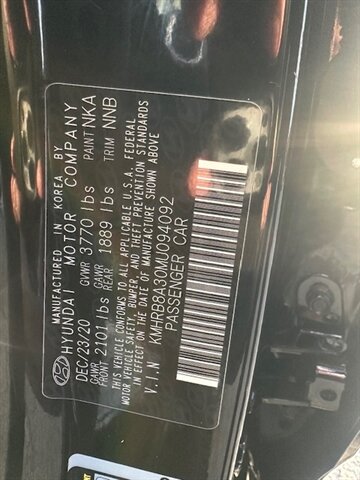 MANUFACTURED IN KOREA BY
HYUNDAI MOTOR COMPANY
DEC/23/20 GVWR 3770 lbs PAINT NKA
GAWR FRONT 2101 lbs GAWR REAR 1889 lbs TRIM NNB
THIS VEHICLE CONFORMS TO ALL APPLICABLE U.S.A. FEDERAL
MOTOR VEHICLE SAFETY, BUMPER, AND THEFT PREVENTION STANDARDS
IN EFFECT ON THE DATE OF MANUFACTURE SHOWN ABOVE
V.I.N KMHRB8A30MU094092
PASSENGER CAR